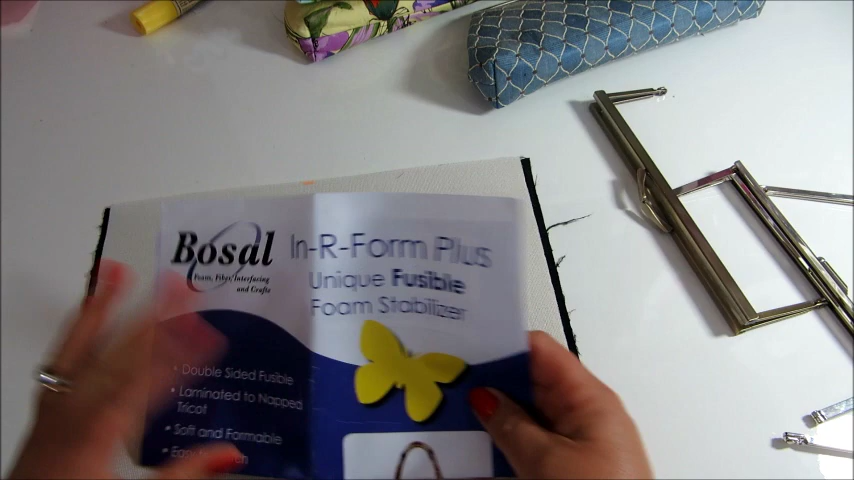 Bosal
Foam, Fiber, Interfacing
and Crafts
In-R-Form Plus
Unique Fusible
Foam Stabilizer
• Double Sided Fusible
• Laminated to Napped
Tricot
• Soft and Formable